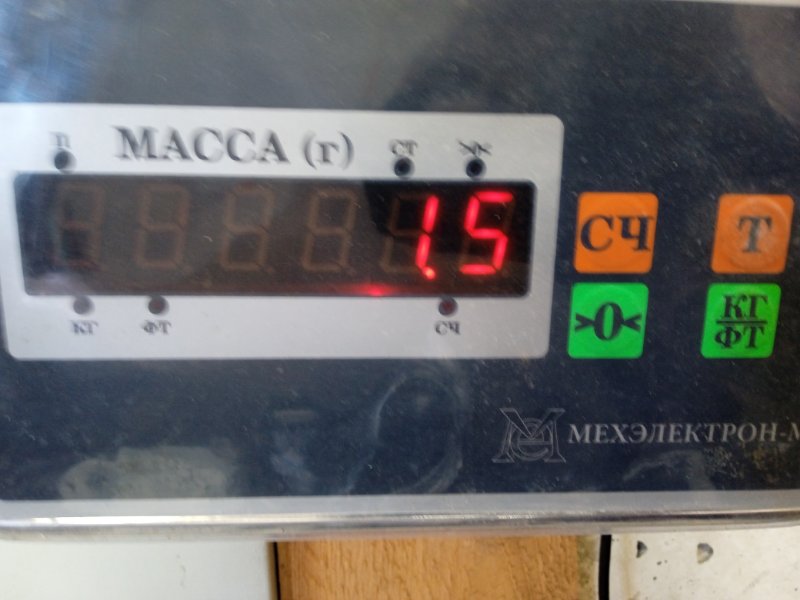 П МАССА (г) СТ >I<
1.5
КГ ФТ СЧ
СЧ Т
>0< КГ/ФТ
МЕХЭЛЕКТРОН-М